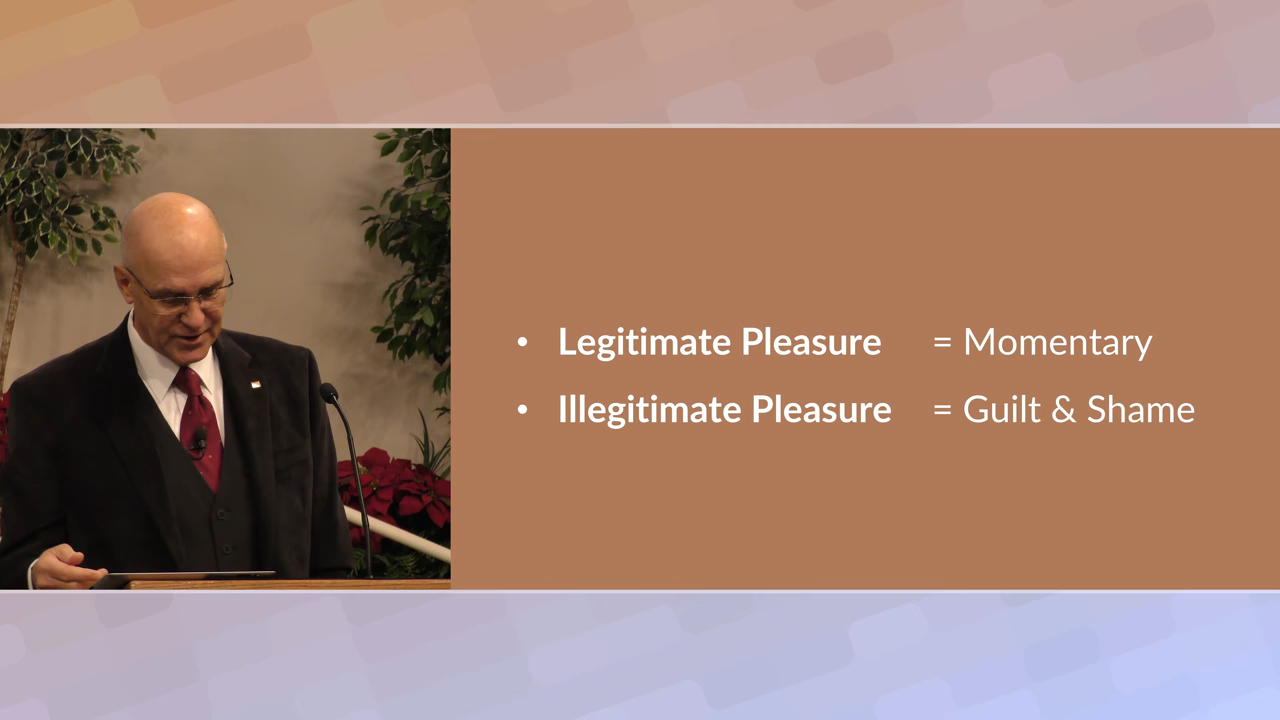 • Legitimate Pleasure = Momentary
• Illegitimate Pleasure = Guilt & Shame